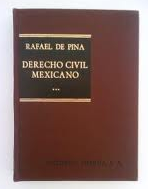 RAFAEL DE PINA
DERECHO CIVIL
MEXICANO
***